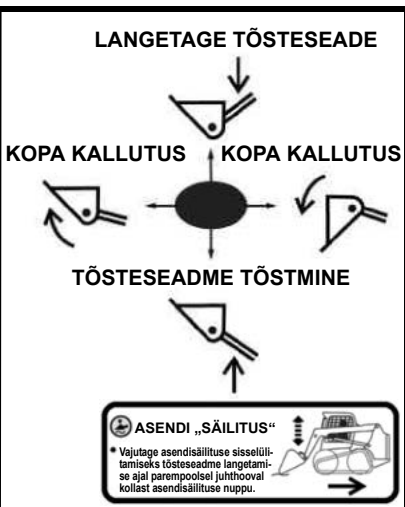 LANGETAGE TÕSTESEADE
KOPA KALLUTUS KOPA KALLUTUS
TÕSTESEADME TÕSTMINE
ASENDI „SÄILITUS“
• Vajutage asendisäilituse sisselüli-
tamiseks tõsteseadme langetami-
se ajal parempoolsel juhthooval
kollast asendisäilituse nuppu.